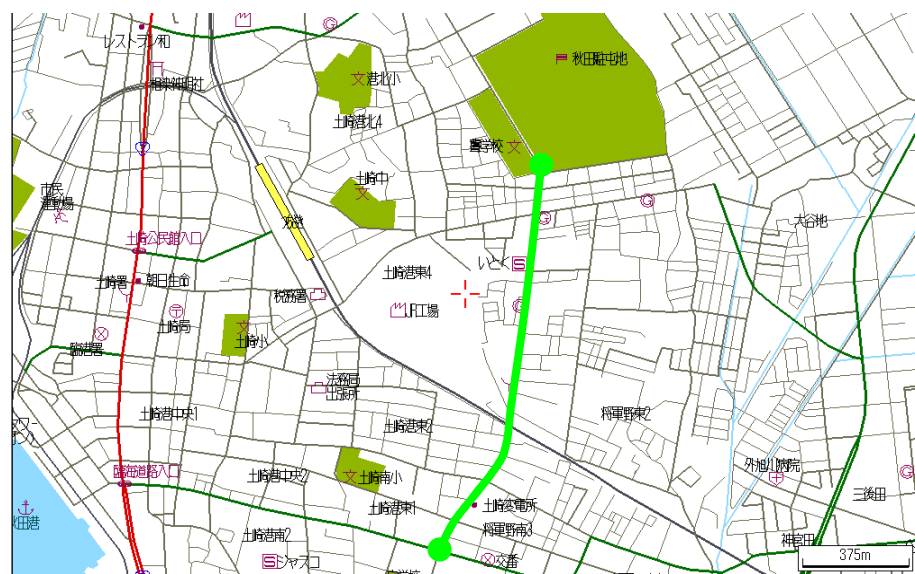 レストラン和
相染神明社
秋田駐屯地
港北小
土崎港北4
聾学校
市民
運動場
土崎中
土崎
大谷地
土崎公民館入口
土崎署
朝日生命
土崎港東4
いとく
税務署
土崎局
JR工場
臨港署
土崎小
法務局
出張所
土崎港中央1
土崎港東2
将軍野東2
臨海道路入口
土崎港中央2
土崎南小
外旭川病院
土崎港東1
土崎変電所
三後田
秋田港
土崎港南2
将軍野南3
神官田
ジャスコ
交番
375m